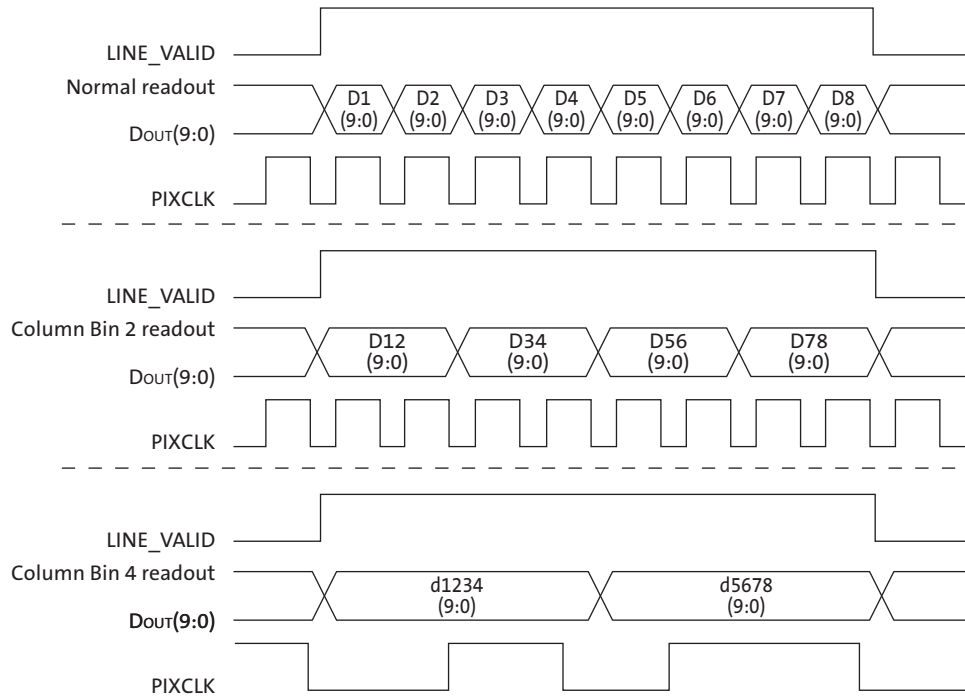 LINE_VALID
Normal readout
D1 D2 D3 D4 D5 D6 D7 D8
(9:0) (9:0) (9:0) (9:0) (9:0) (9:0) (9:0) (9:0)
DOUT(9:0)
PIXCLK
LINE_VALID
Column Bin 2 readout
D12 D34 D56 D78
(9:0) (9:0) (9:0) (9:0)
DOUT(9:0)
PIXCLK
LINE_VALID
Column Bin 4 readout
d1234 d5678
(9:0) (9:0)
DOUT(9:0)
PIXCLK